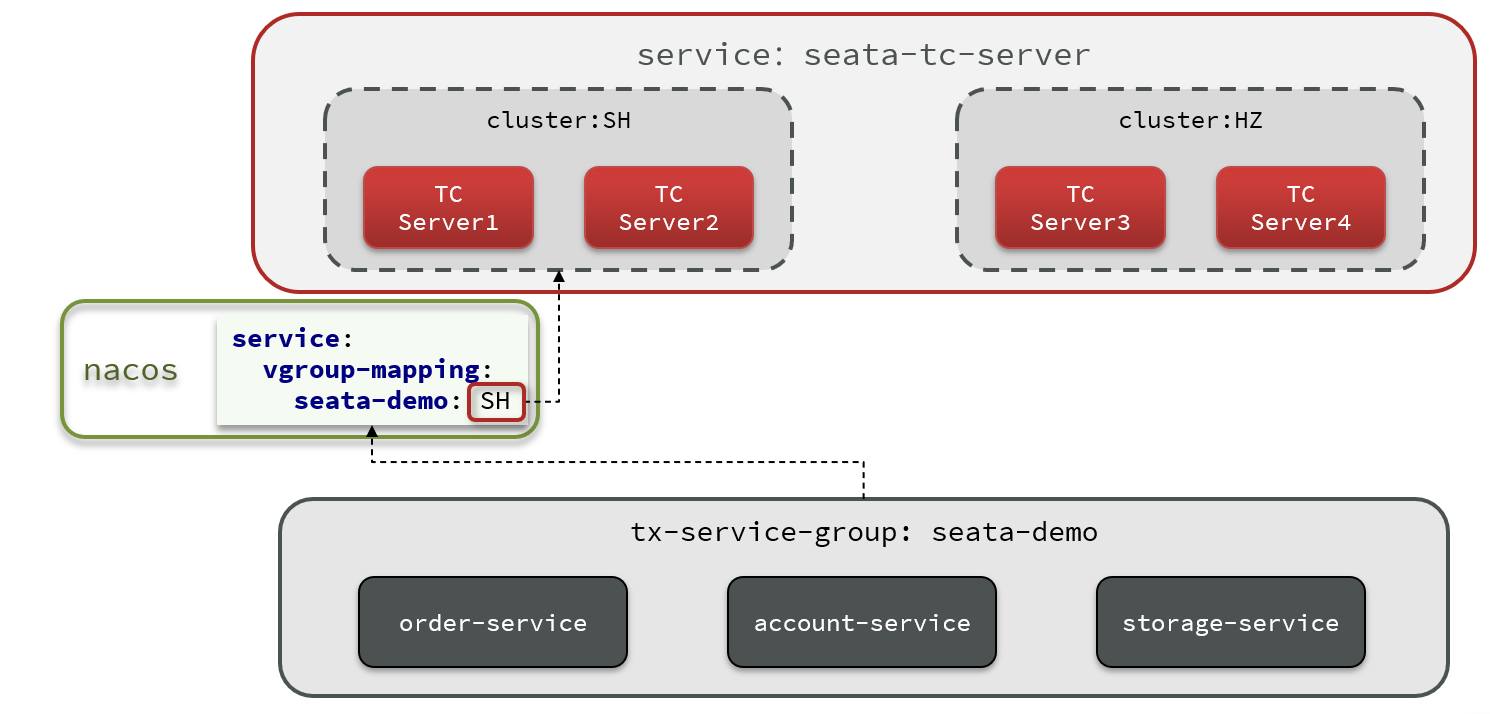 service: seata-tc-server
cluster:SH
TC
Server1
TC
Server2
cluster:HZ
TC
Server3
TC
Server4
nacos
service:
vgroup-mapping:
seata-demo: SH
tx-service-group: seata-demo
order-service
account-service
storage-service